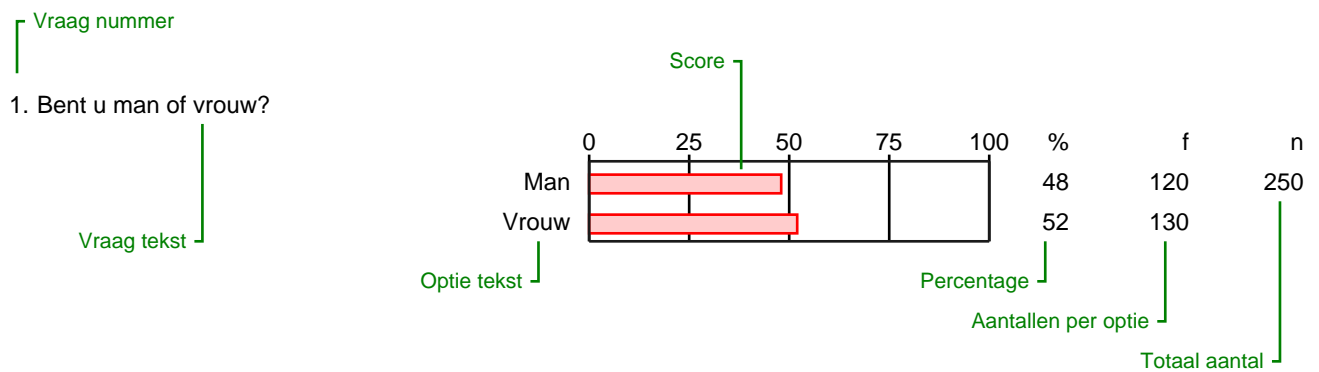 Vraag nummer
Score
1. Bent u man of vrouw?
0 25 50 75 100 % f n
Man 48 120 250
Vrouw 52 130
Vraag tekst
Optie tekst
Percentage
Aantallen per optie
Totaal aantal